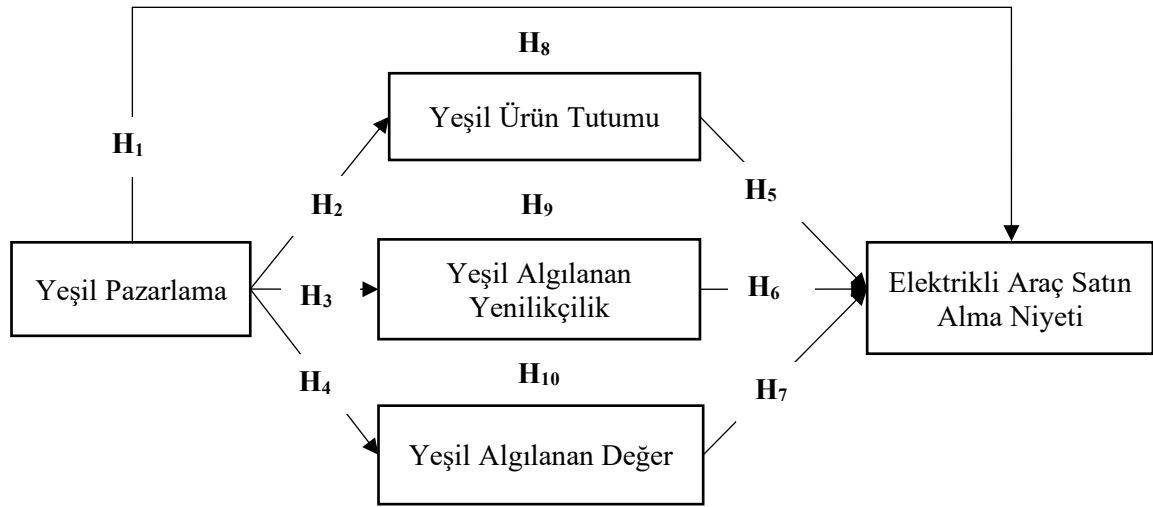 H8
Yeşil Ürün Tutumu
H1
H5
H2
H9
Yeşil Pazarlama
Yeşil Algılanan
Yenilikçilik
H3
H6
Elektrikli Araç Satın
Alma Niyeti
H4
H10
H7
Yeşil Algılanan Değer